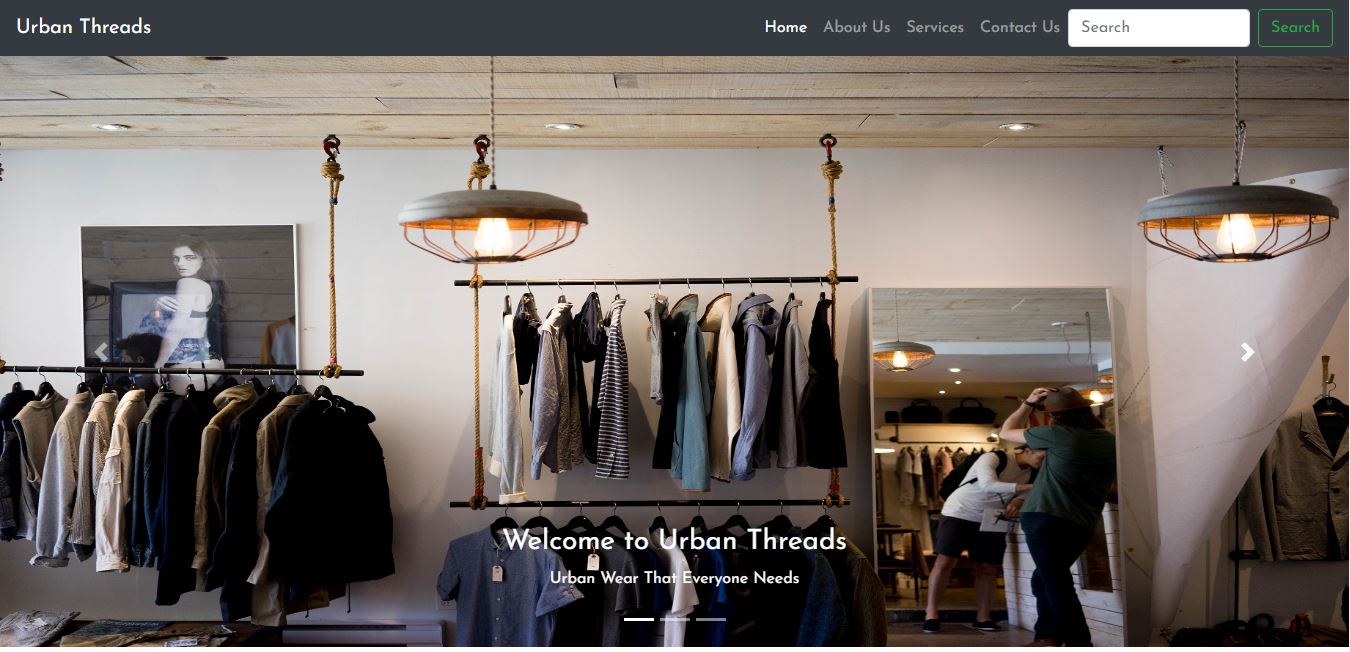 Urban Threads
Home About Us Services Contact Us Search Search
Welcome to Urban Threads
Urban Wear That Everyone Needs